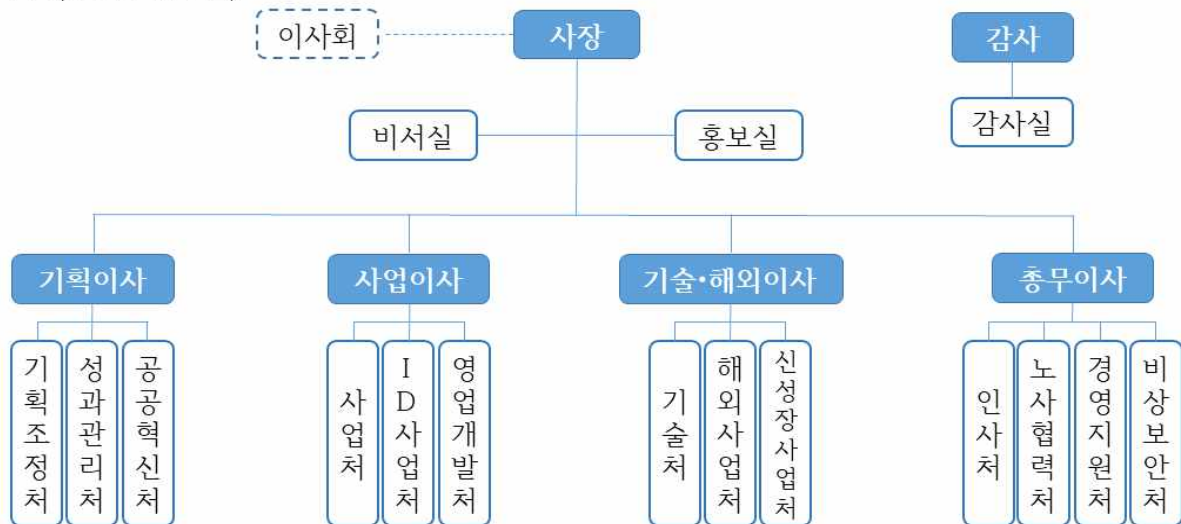 이사회 사장 감사
비서실 홍보실 감사실
기획이사 사업이사 기술·해외이사 총무이사
기획조정처
성과관리처
공공혁신처
사업처
ID사업처
영업개발처
기술처
해외사업처
신성장사업처
인사처
노사협력처
경영지원처
비상보안처